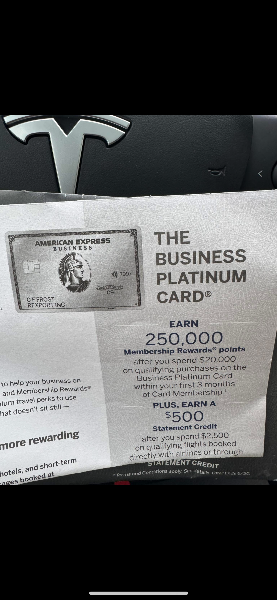 AMERICAN EXPRESS
BUSINESS
THE
BUSINESS
PLATINUM
CARD®
EARN
250,000
Membership Rewards® points
after you spend $20,000
on qualifying purchases on the
Business Platinum Card
within your first 3 months
of Card Membership.
PLUS, EARN A
$500
Statement Credit
after you spend $2,500
on qualifying flights booked
directly with airlines or through
STATEMENT CREDIT
to help your business on
and Membership Rewards®
travel perks to use
that doesn't sit still —
more rewarding
hotels, and short-term
booked at